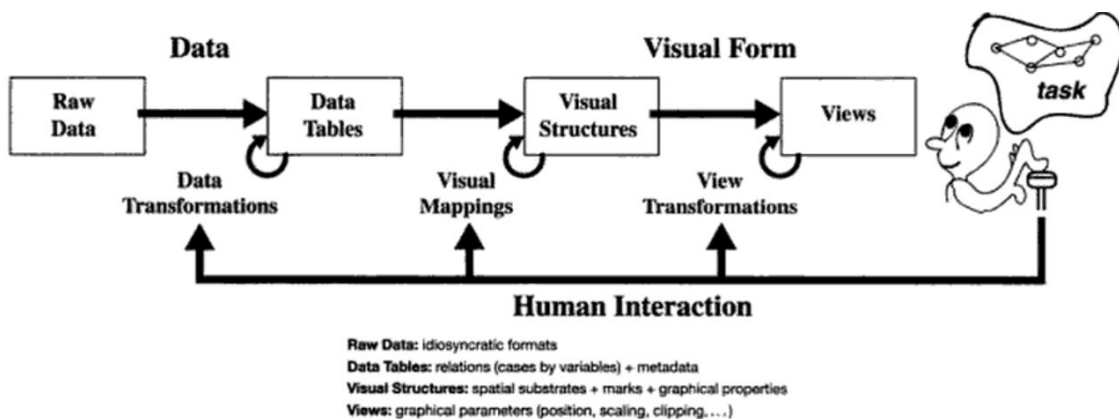 Data
Visual Form
Raw
Data
Data
Tables
Visual
Structures
Views
task
Data
Transformations
Visual
Mappings
View
Transformations
Human Interaction
Raw Data: idiosyncratic formats
Data Tables: relations (cases by variables) + metadata
Visual Structures: spatial substrates + marks + graphical properties
Views: graphical parameters (position, scaling, clipping, ...)